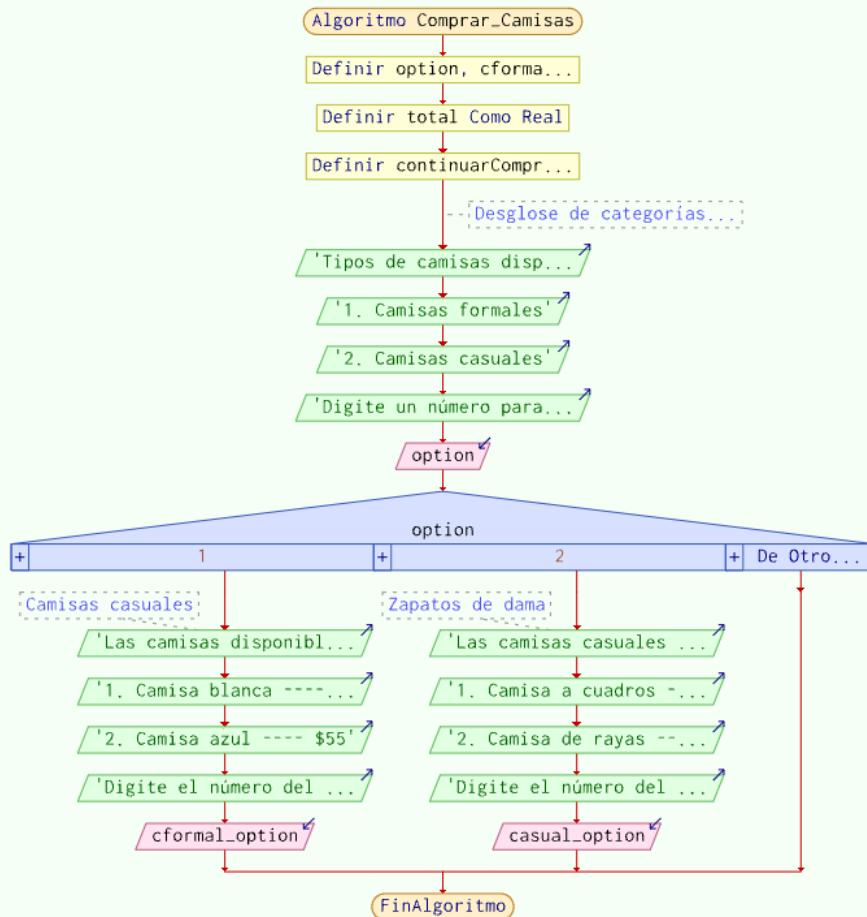 Algoritmo Comprar_Camisas
Definir option, cforma...
Definir total Como Real
Definir continuarCompr...
Desglose de categorías...
'Tipos de camisas disp...
'1. Camisas formales'
'2. Camisas casuales'
'Digite un número para...
option
option
+ 1 + 2 + De Otro...
Camisas casuales
'Las camisas disponibl...
'1. Camisa blanca ----...
'2. Camisa azul ---- $55'
'Digite el número del ...
cformal_option
Zapatos de dama
'Las camisas casuales ...
'1. Camisa a cuadros -...
'2. Camisa de rayas --...
'Digite el número del ...
casual_option
FinAlgoritmo